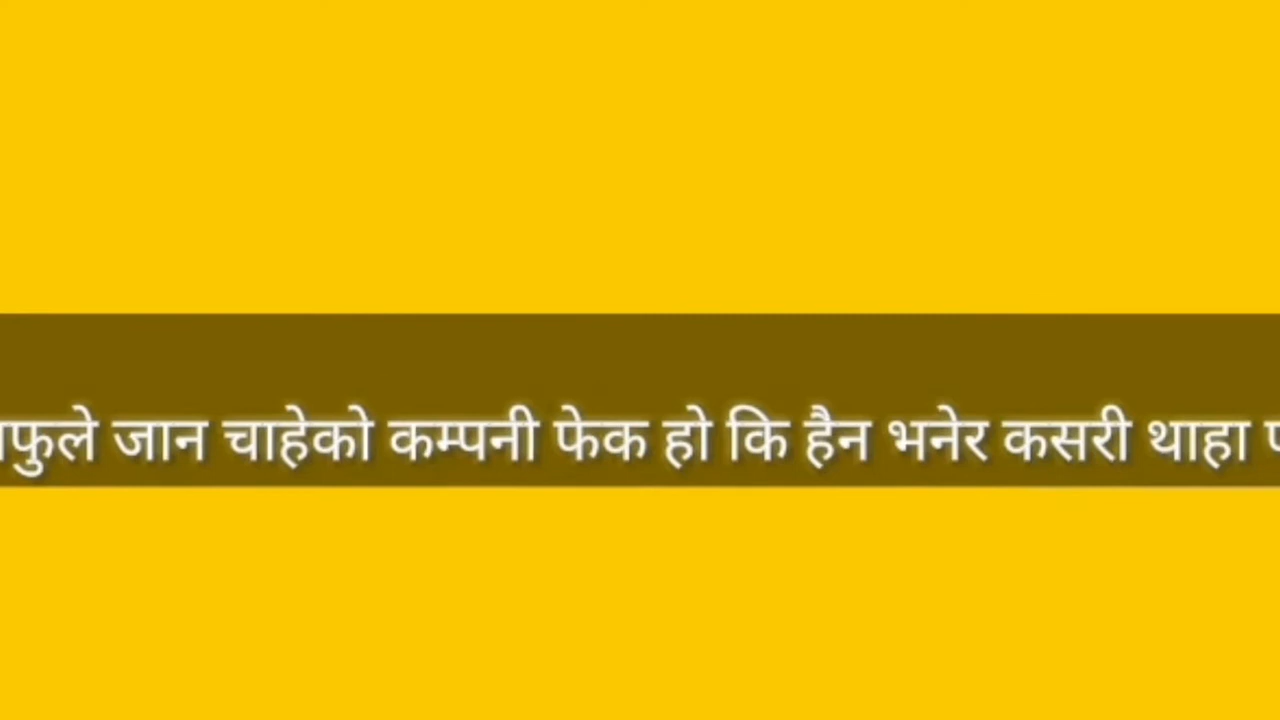 जान चाहेको कम्पनी फेक हो कि हैन भनेर कसरी थाहा